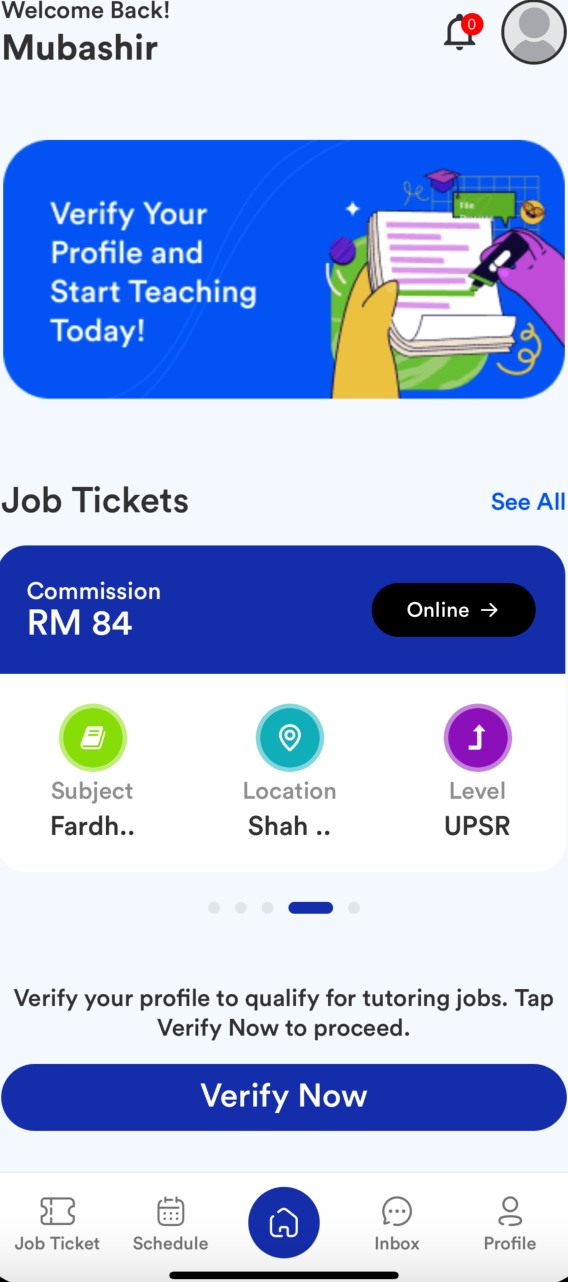 Welcome Back!
Mubashir
0
Verify Your
Profile and
Start Teaching
Today!
File
Job Tickets
See All
Commission
RM 84
Online →
Subject
Location
Level
Fardh..
Shah ..
UPSR
Verify your profile to qualify for tutoring jobs. Tap
Verify Now to proceed.
Verify Now
Job Ticket
Schedule
Inbox
Profile